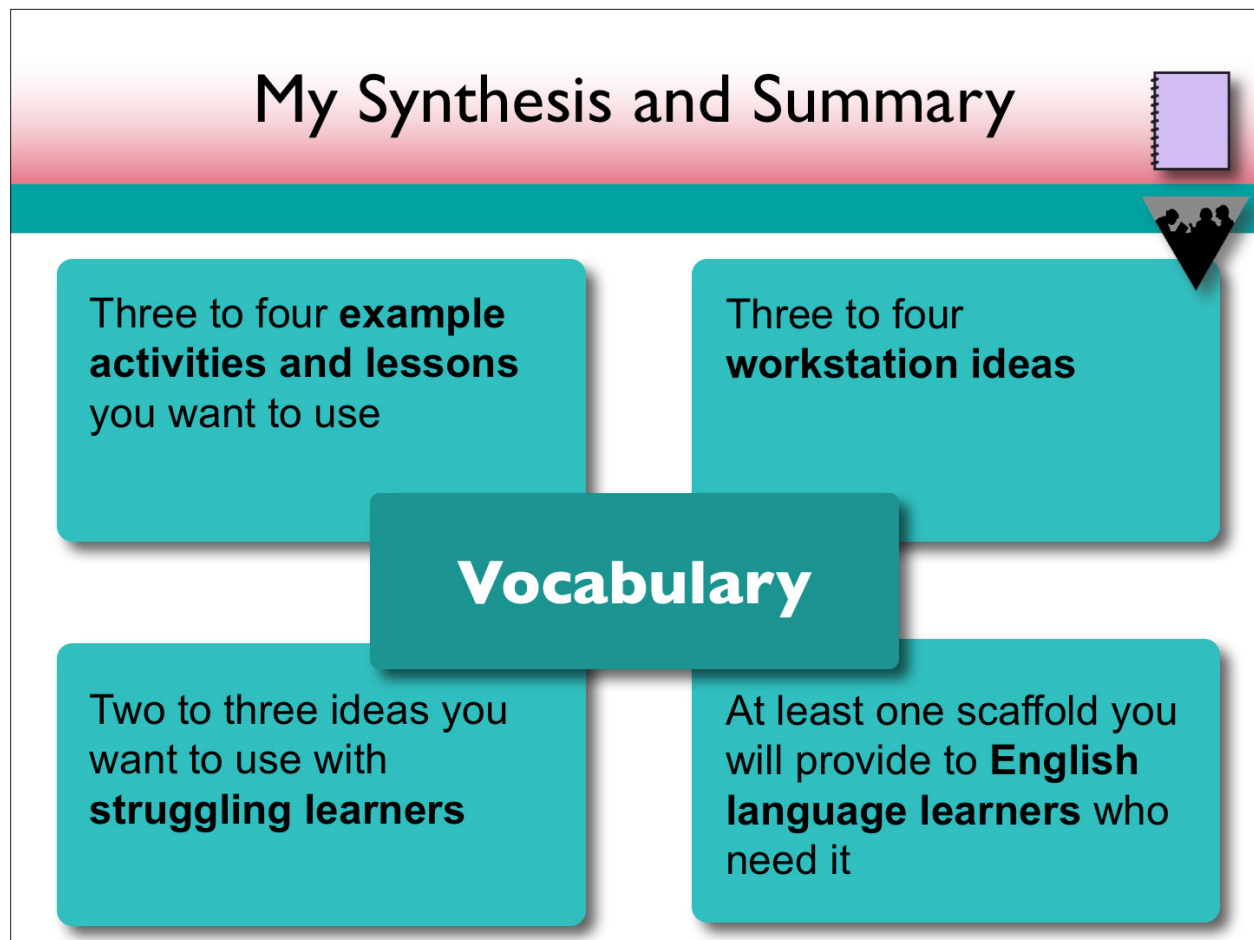 My Synthesis and Summary
Three to four example
activities and lessons
you want to use
Three to four
workstation ideas
Vocabulary
Two to three ideas you
want to use with
struggling learners
At least one scaffold you
will provide to English
language learners who
need it